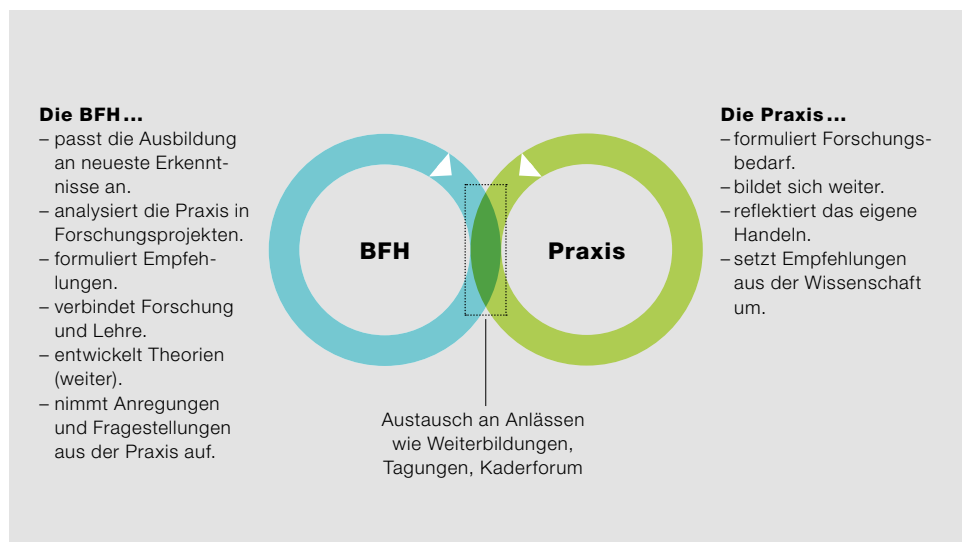 Die BFH...
– passt die Ausbildung
an neueste Erkennt-
nisse an.
– analysiert die Praxis in
Forschungsprojekten.
– formuliert Empfeh-
lungen.
– verbindet Forschung
und Lehre.
– entwickelt Theorien
(weiter).
– nimmt Anregungen
und Fragestellungen
aus der Praxis auf.
BFH
Praxis
Austausch an Anlässen
wie Weiterbildungen,
Tagungen, Kaderforum
Die Praxis...
– formuliert Forschungs-
bedarf.
– bildet sich weiter.
– reflektiert das eigene
Handeln.
– setzt Empfehlungen
aus der Wissenschaft
um.